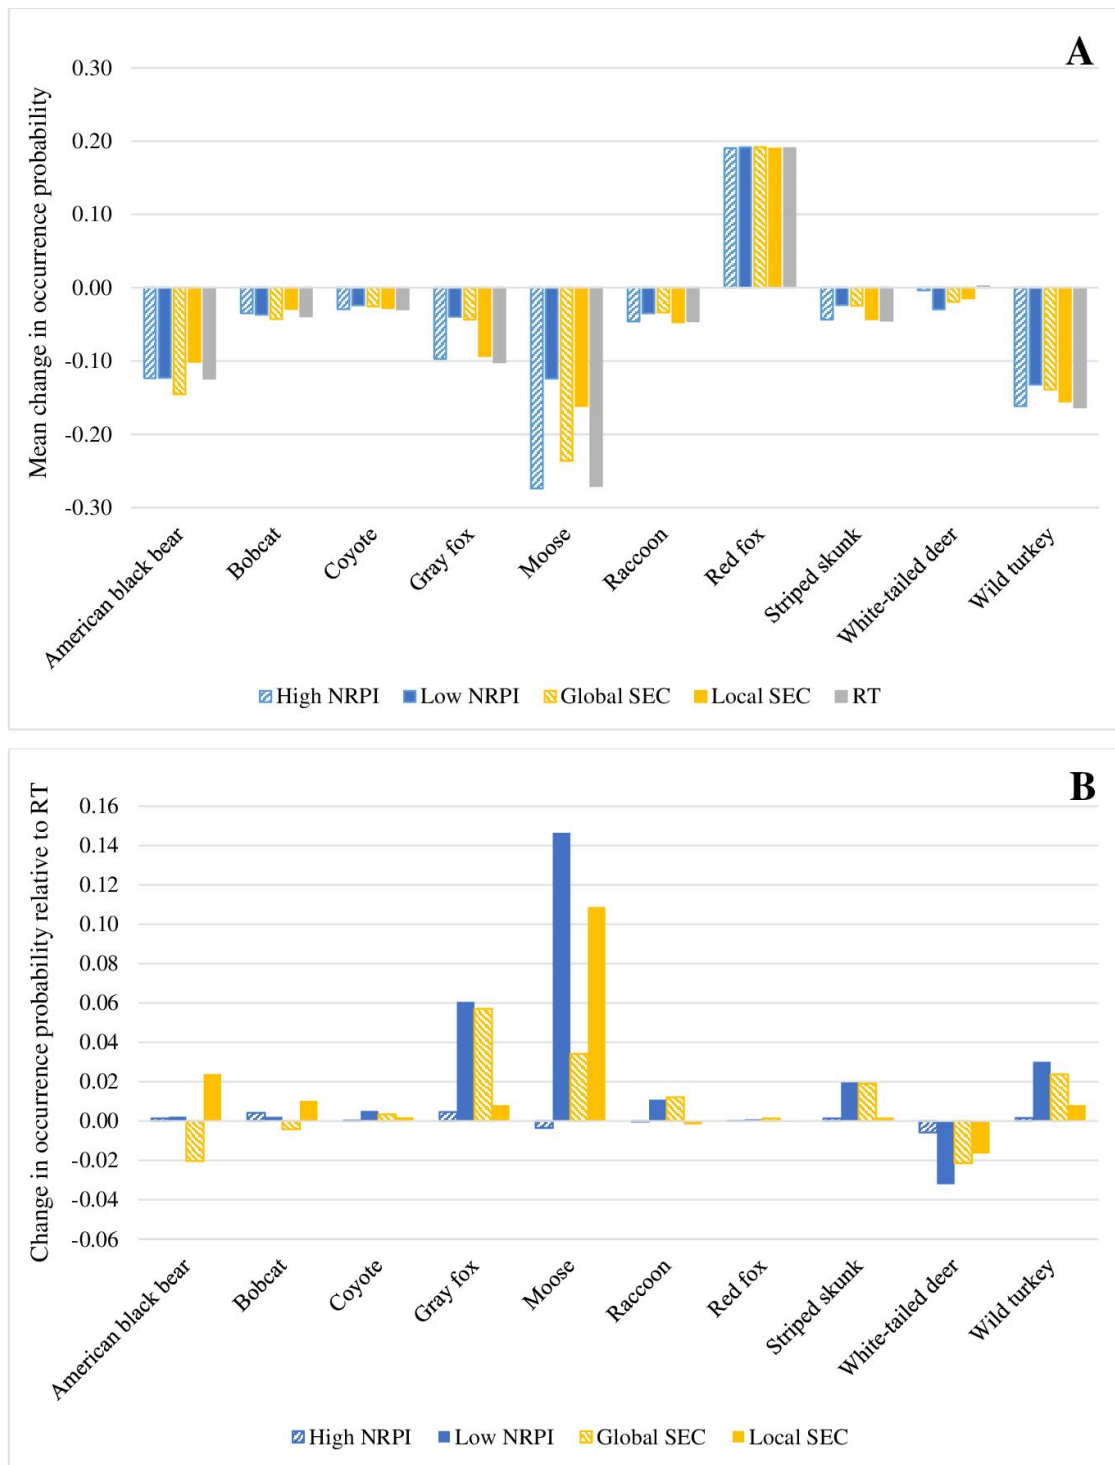 A
Mean change in occurrence probability
0.30
0.20
0.10
0.00
-0.10
-0.20
-0.30
American black bear
Bobcat
Coyote
Gray fox
Moose
Raccoon
Red fox
Striped skunk
White-tailed deer
Wild turkey
High NRPI Low NRPI Global SEC Local SEC RT
B
Change in occurrence probability relative to RT
0.16
0.14
0.12
0.10
0.08
0.06
0.04
0.02
0.00
-0.02
-0.04
-0.06
American black bear
Bobcat
Coyote
Gray fox
Moose
Raccoon
Red fox
Striped skunk
White-tailed deer
Wild turkey
High NRPI Low NRPI Global SEC Local SEC